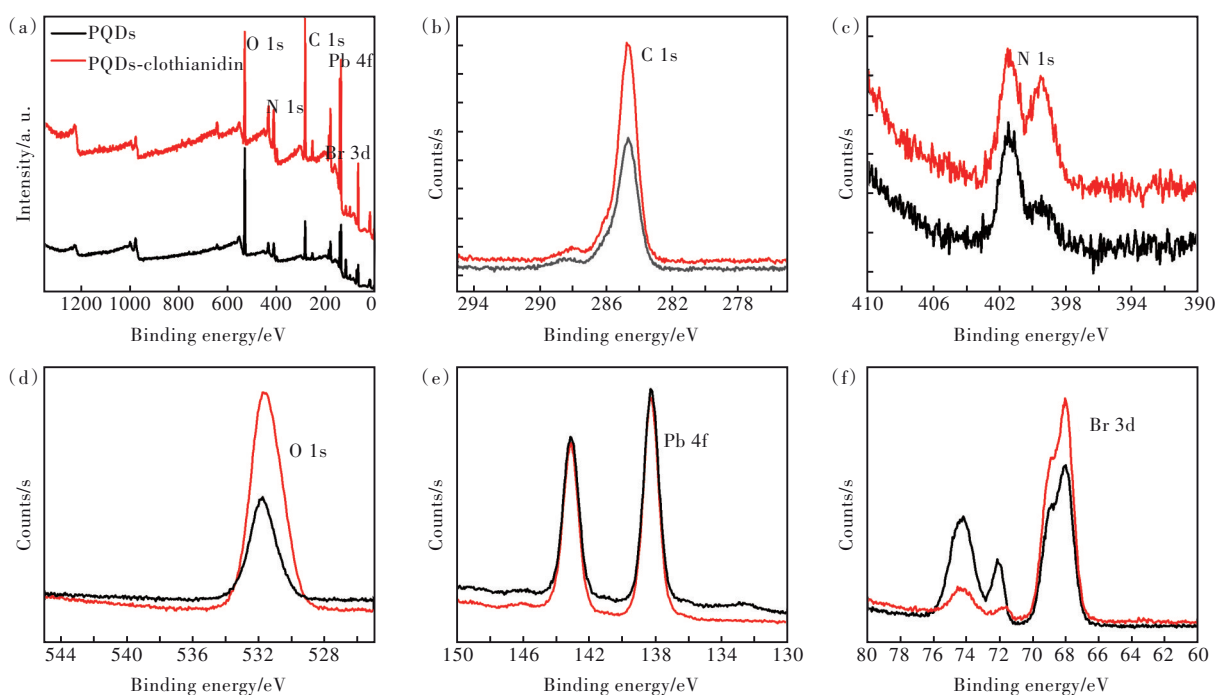 (a)
PQDs
PQDs-clothianidin
O 1s
C 1s
Pb 4f
N 1s
Br 3d
Intensity/a. u.
1200 1000 800 600 400 200 0
Binding energy/eV
(b)
C 1s
Counts/s
294 290 286 282 278
Binding energy/eV
(c)
N 1s
Counts/s
410 406 402 398 394 390
Binding energy/eV
(d)
O 1s
Counts/s
544 540 536 532 528
Binding energy/eV
(e)
Pb 4f
Counts/s
150 146 142 138 134 130
Binding energy/eV
(f)
Br 3d
Counts/s
80 78 76 74 72 70 68 66 64 62 60
Binding energy/eV